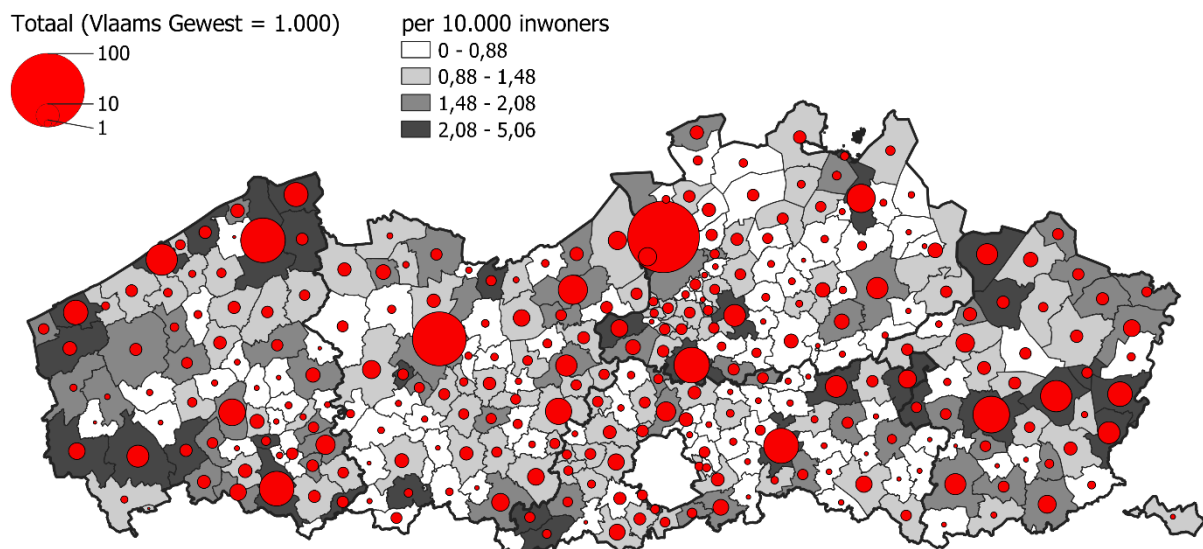 Totaal (Vlaams Gewest = 1.000)
100
10
1
per 10.000 inwoners
0 - 0,88
0,88 - 1,48
1,48 - 2,08
2,08 - 5,06